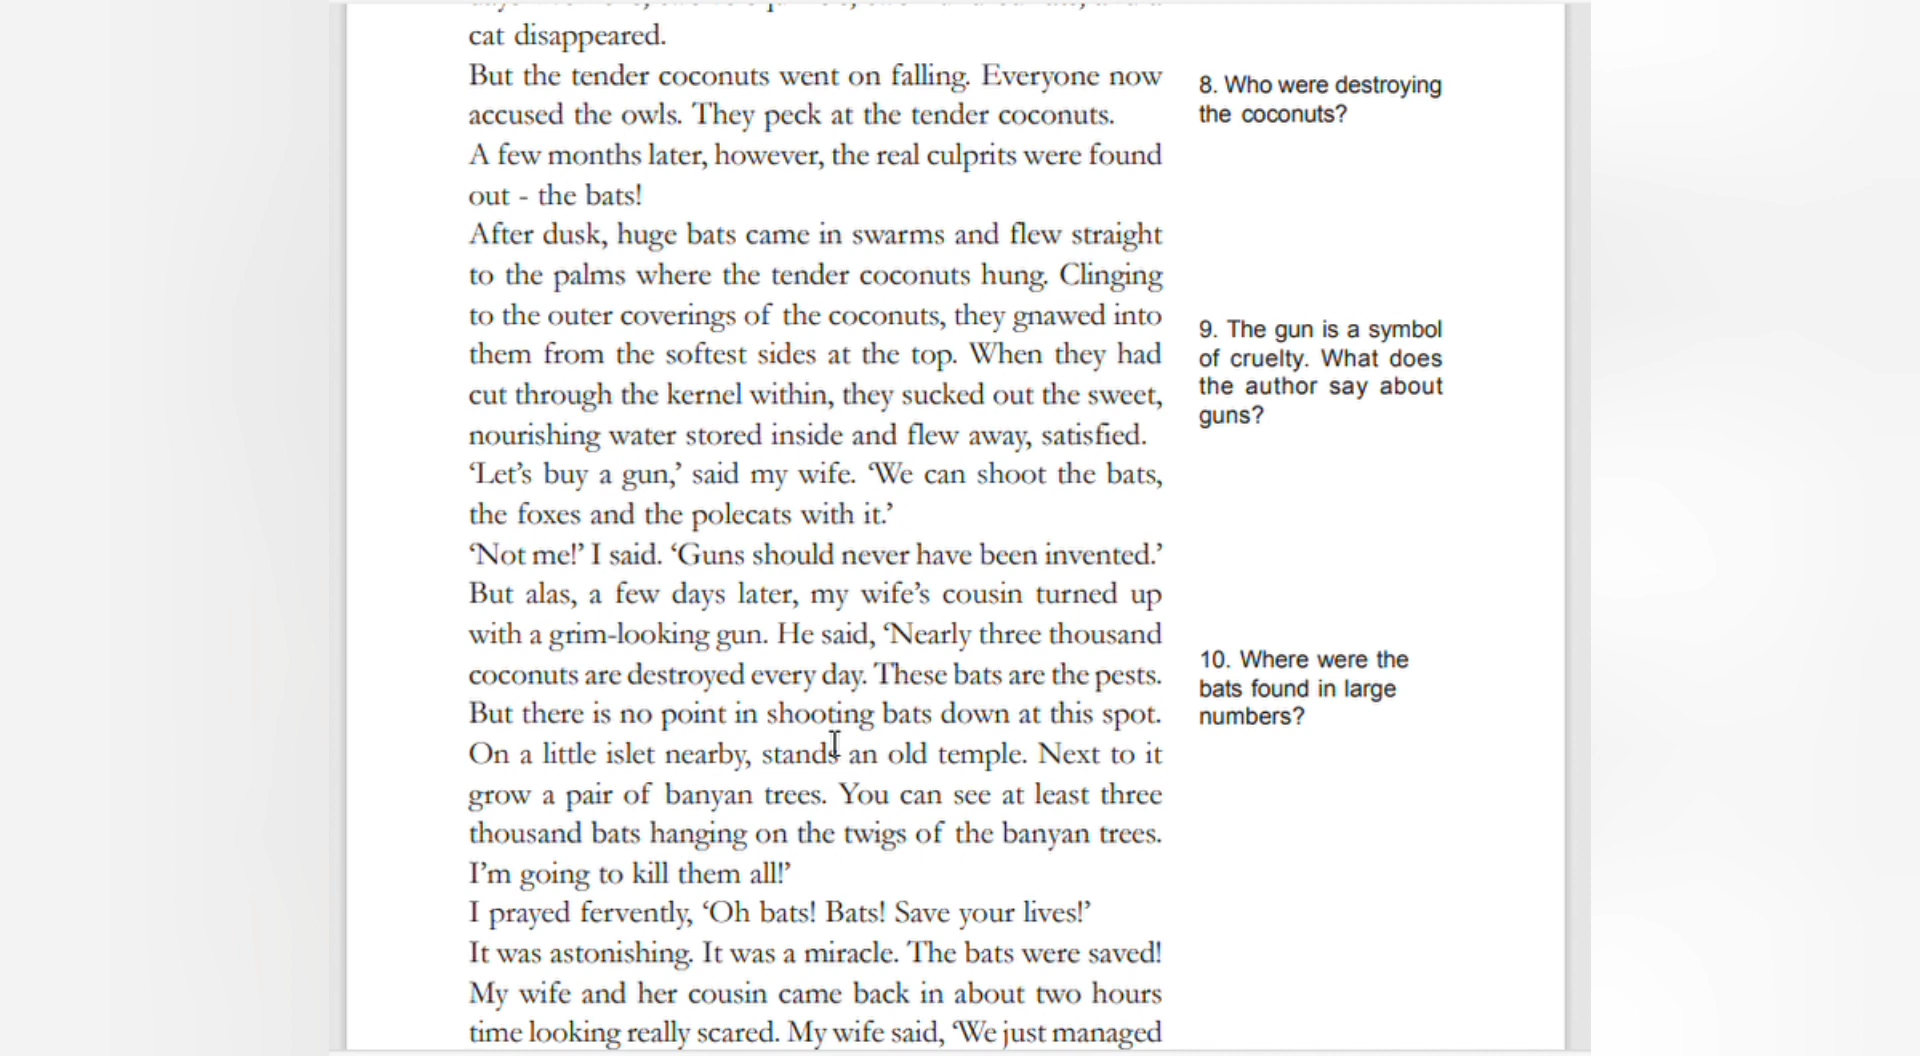 cat disappeared.
But the tender coconuts went on falling. Everyone now
accused the owls. They peck at the tender coconuts.
A few months later, however, the real culprits were found
out - the bats!
After dusk, huge bats came in swarms and flew straight
to the palms where the tender coconuts hung. Clinging
to the outer coverings of the coconuts, they gnawed into
them from the softest sides at the top. When they had
cut through the kernel within, they sucked out the sweet,
nourishing water stored inside and flew away, satisfied.
‘Let’s buy a gun,’ said my wife. ‘We can shoot the bats,
the foxes and the polecats with it.’
‘Not me!’ I said. ‘Guns should never have been invented.’
But alas, a few days later, my wife’s cousin turned up
with a grim-looking gun. He said, ‘Nearly three thousand
coconuts are destroyed every day. These bats are the pests.
But there is no point in shooting bats down at this spot.
On a little islet nearby, stands an old temple. Next to it
grow a pair of banyan trees. You can see at least three
thousand bats hanging on the twigs of the banyan trees.
I’m going to kill them all!’
I prayed fervently, ‘Oh bats! Bats! Save your lives!’
It was astonishing. It was a miracle. The bats were saved!
My wife and her cousin came back in about two hours
time looking really scared. My wife said, ‘We just managed
8. Who were destroying
the coconuts?
9. The gun is a symbol
of cruelty. What does
the author say about
guns?
10. Where were the
bats found in large
numbers?